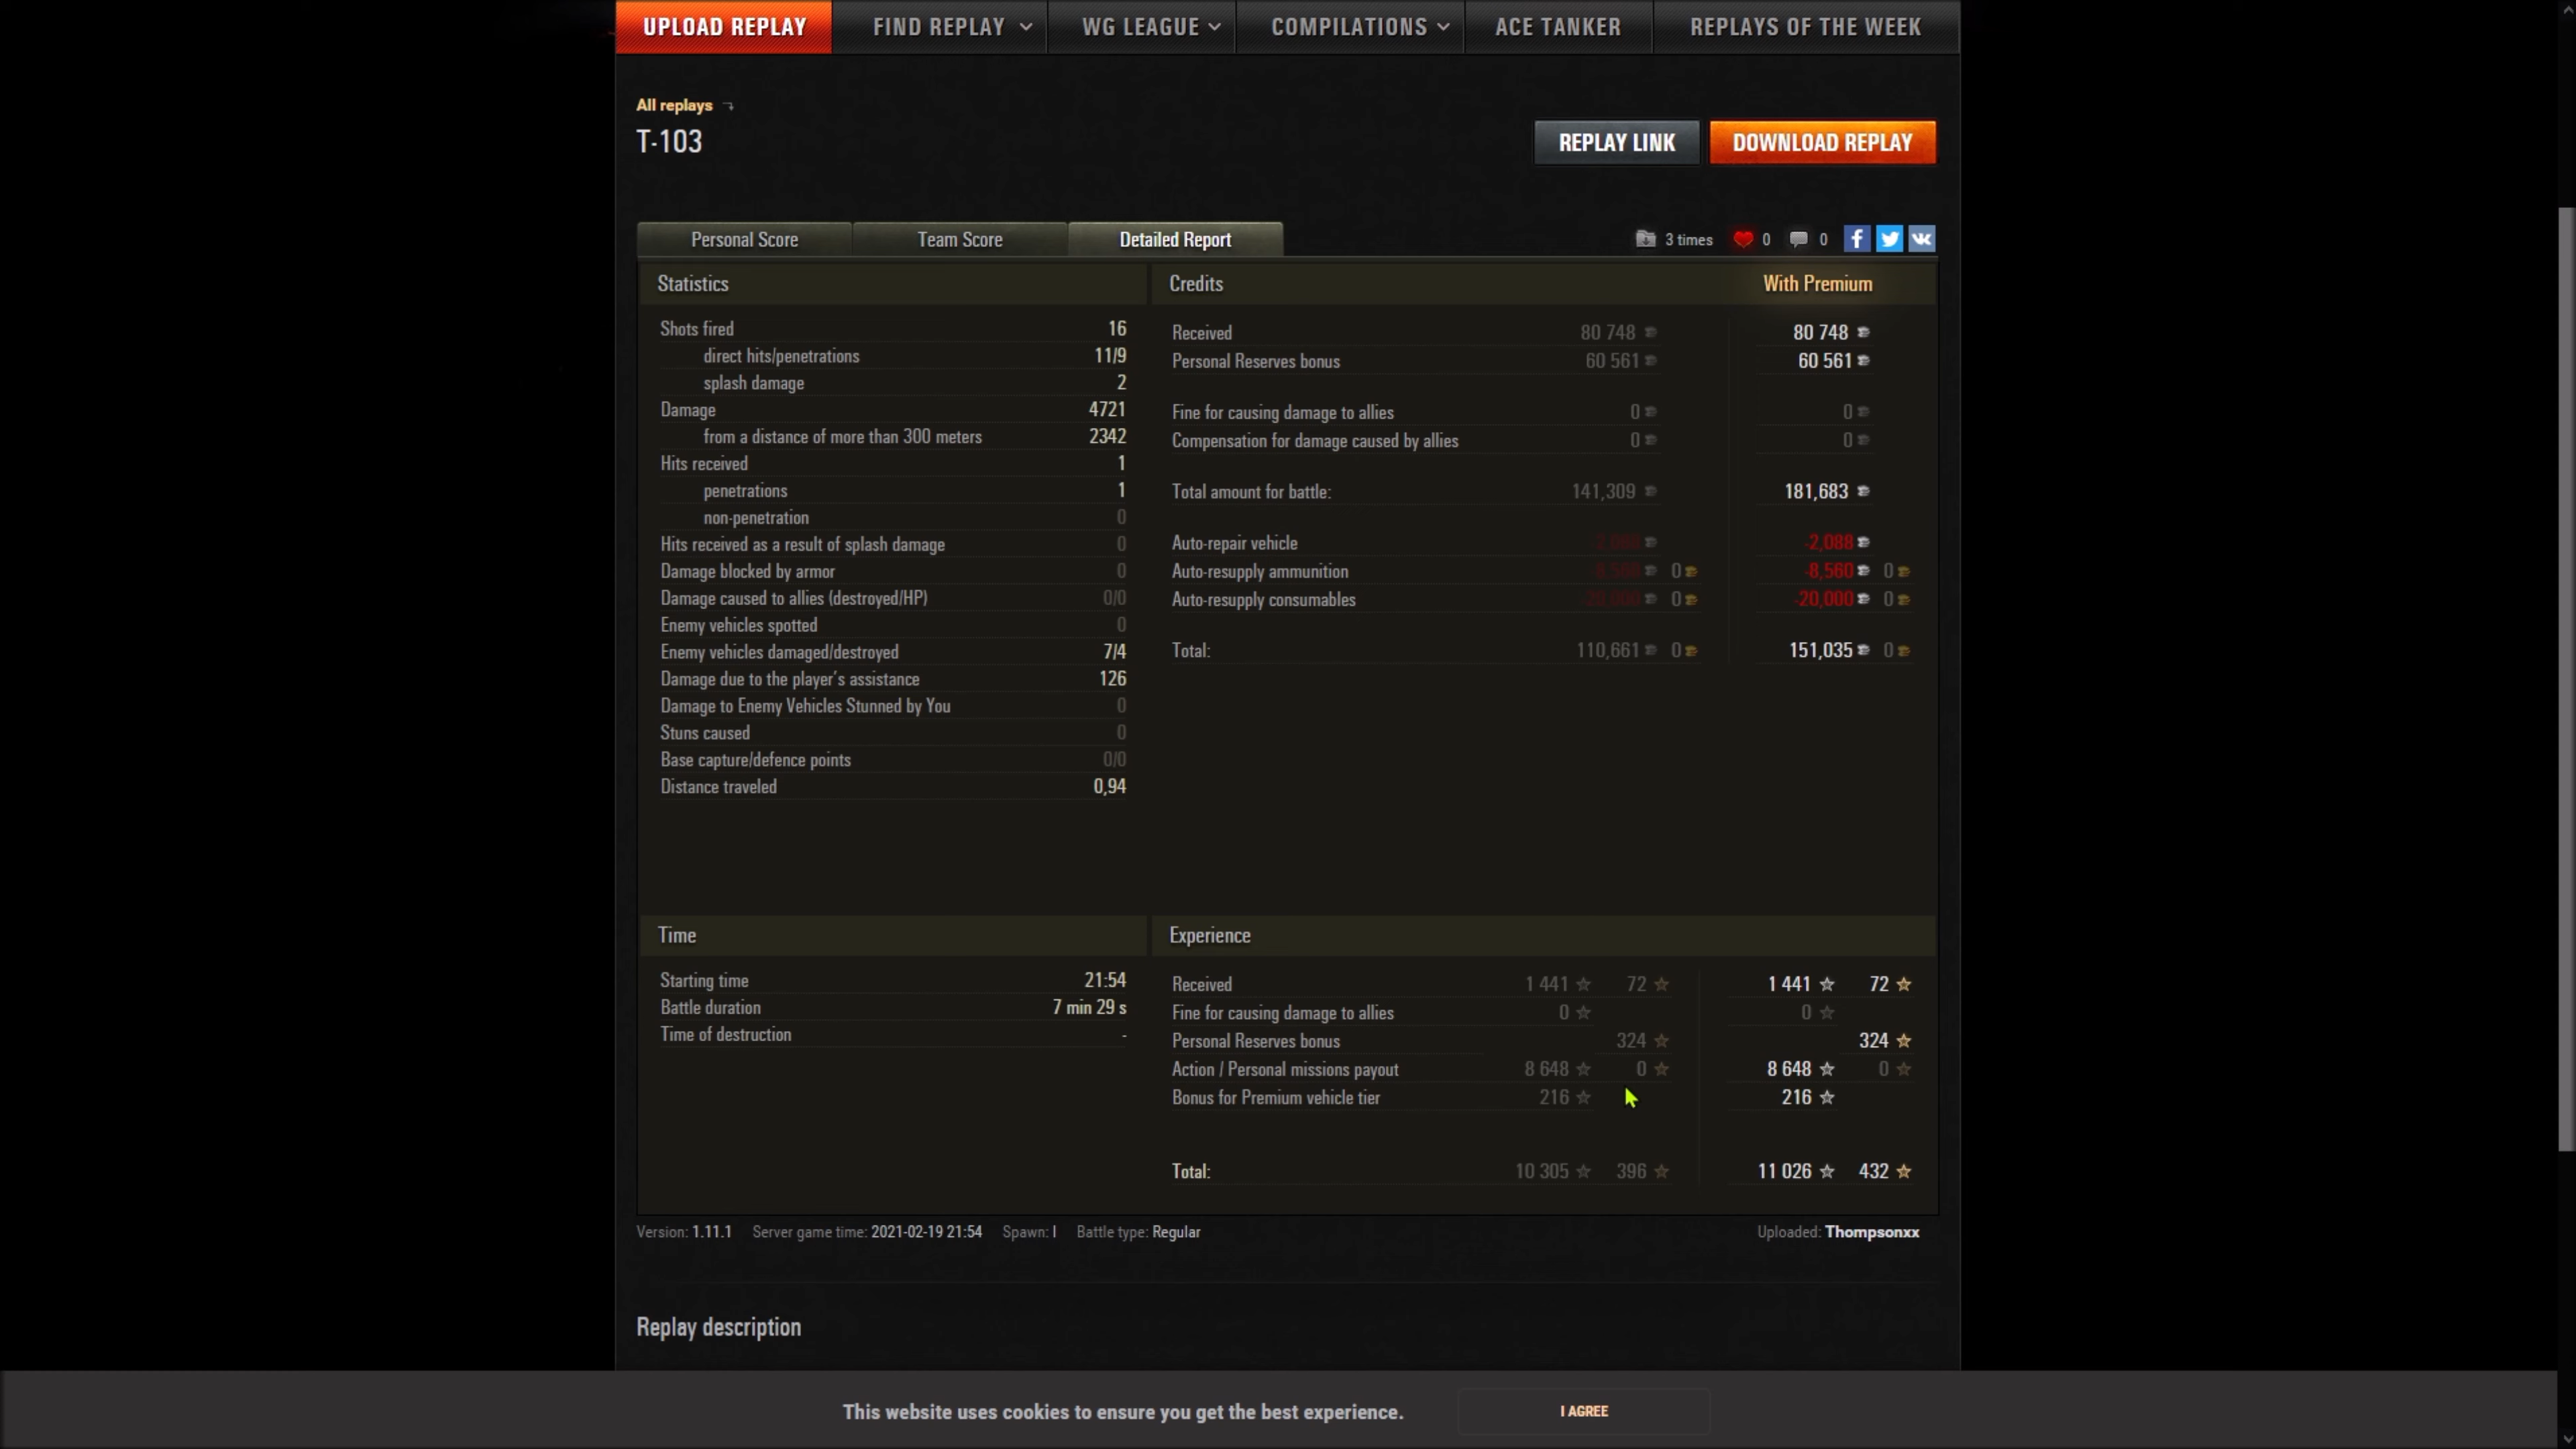 UPLOAD REPLAY FIND REPLAY WG LEAGUE COMPILATIONS ACE TANKER REPLAYS OF THE WEEK
All replays
T-103
REPLAY LINK DOWNLOAD REPLAY
Personal Score Team Score Detailed Report 3 times 0 0
Statistics
Shots fired 16
direct hits/penetrations 11/9
splash damage 2
Damage 4721
from a distance of more than 300 meters 2342
Hits received 1
penetrations 1
non-penetration 0
Hits received as a result of splash damage 0
Damage blocked by armor 0
Damage caused to allies (destroyed/HP) 0/0
Enemy vehicles spotted 0
Enemy vehicles damaged/destroyed 7/4
Damage due to the player's assistance 126
Damage to Enemy Vehicles Stunned by You 0
Stuns caused 0
Base capture/defence points 0/0
Distance traveled 0,94
Credits With Premium
Received 80 748 80 748
Personal Reserves bonus 60 561 60 561
Fine for causing damage to allies 0 0
Compensation for damage caused by allies 0 0
Total amount for battle: 141,309 181,683
Auto-repair vehicle -2,088 -2,088
Auto-resupply ammunition -8,560 0 -8,560 0
Auto-resupply consumables -20,000 0 -20,000 0
Total: 110,661 0 151,035 0
Time
Starting time 21:54
Battle duration 7 min 29 s
Time of destruction -
Experience
Received 1 441 72 1 441 72
Fine for causing damage to allies 0 0
Personal Reserves bonus 324 324
Action / Personal missions payout 8 648 0 8 648 0
Bonus for Premium vehicle tier 216 216
Total: 10 305 396 11 026 432
Version: 1.11.1 Server game time: 2021-02-19 21:54 Spawn: I Battle type: Regular Uploaded: Thompsonxx
Replay description
This website uses cookies to ensure you get the best experience. I AGREE